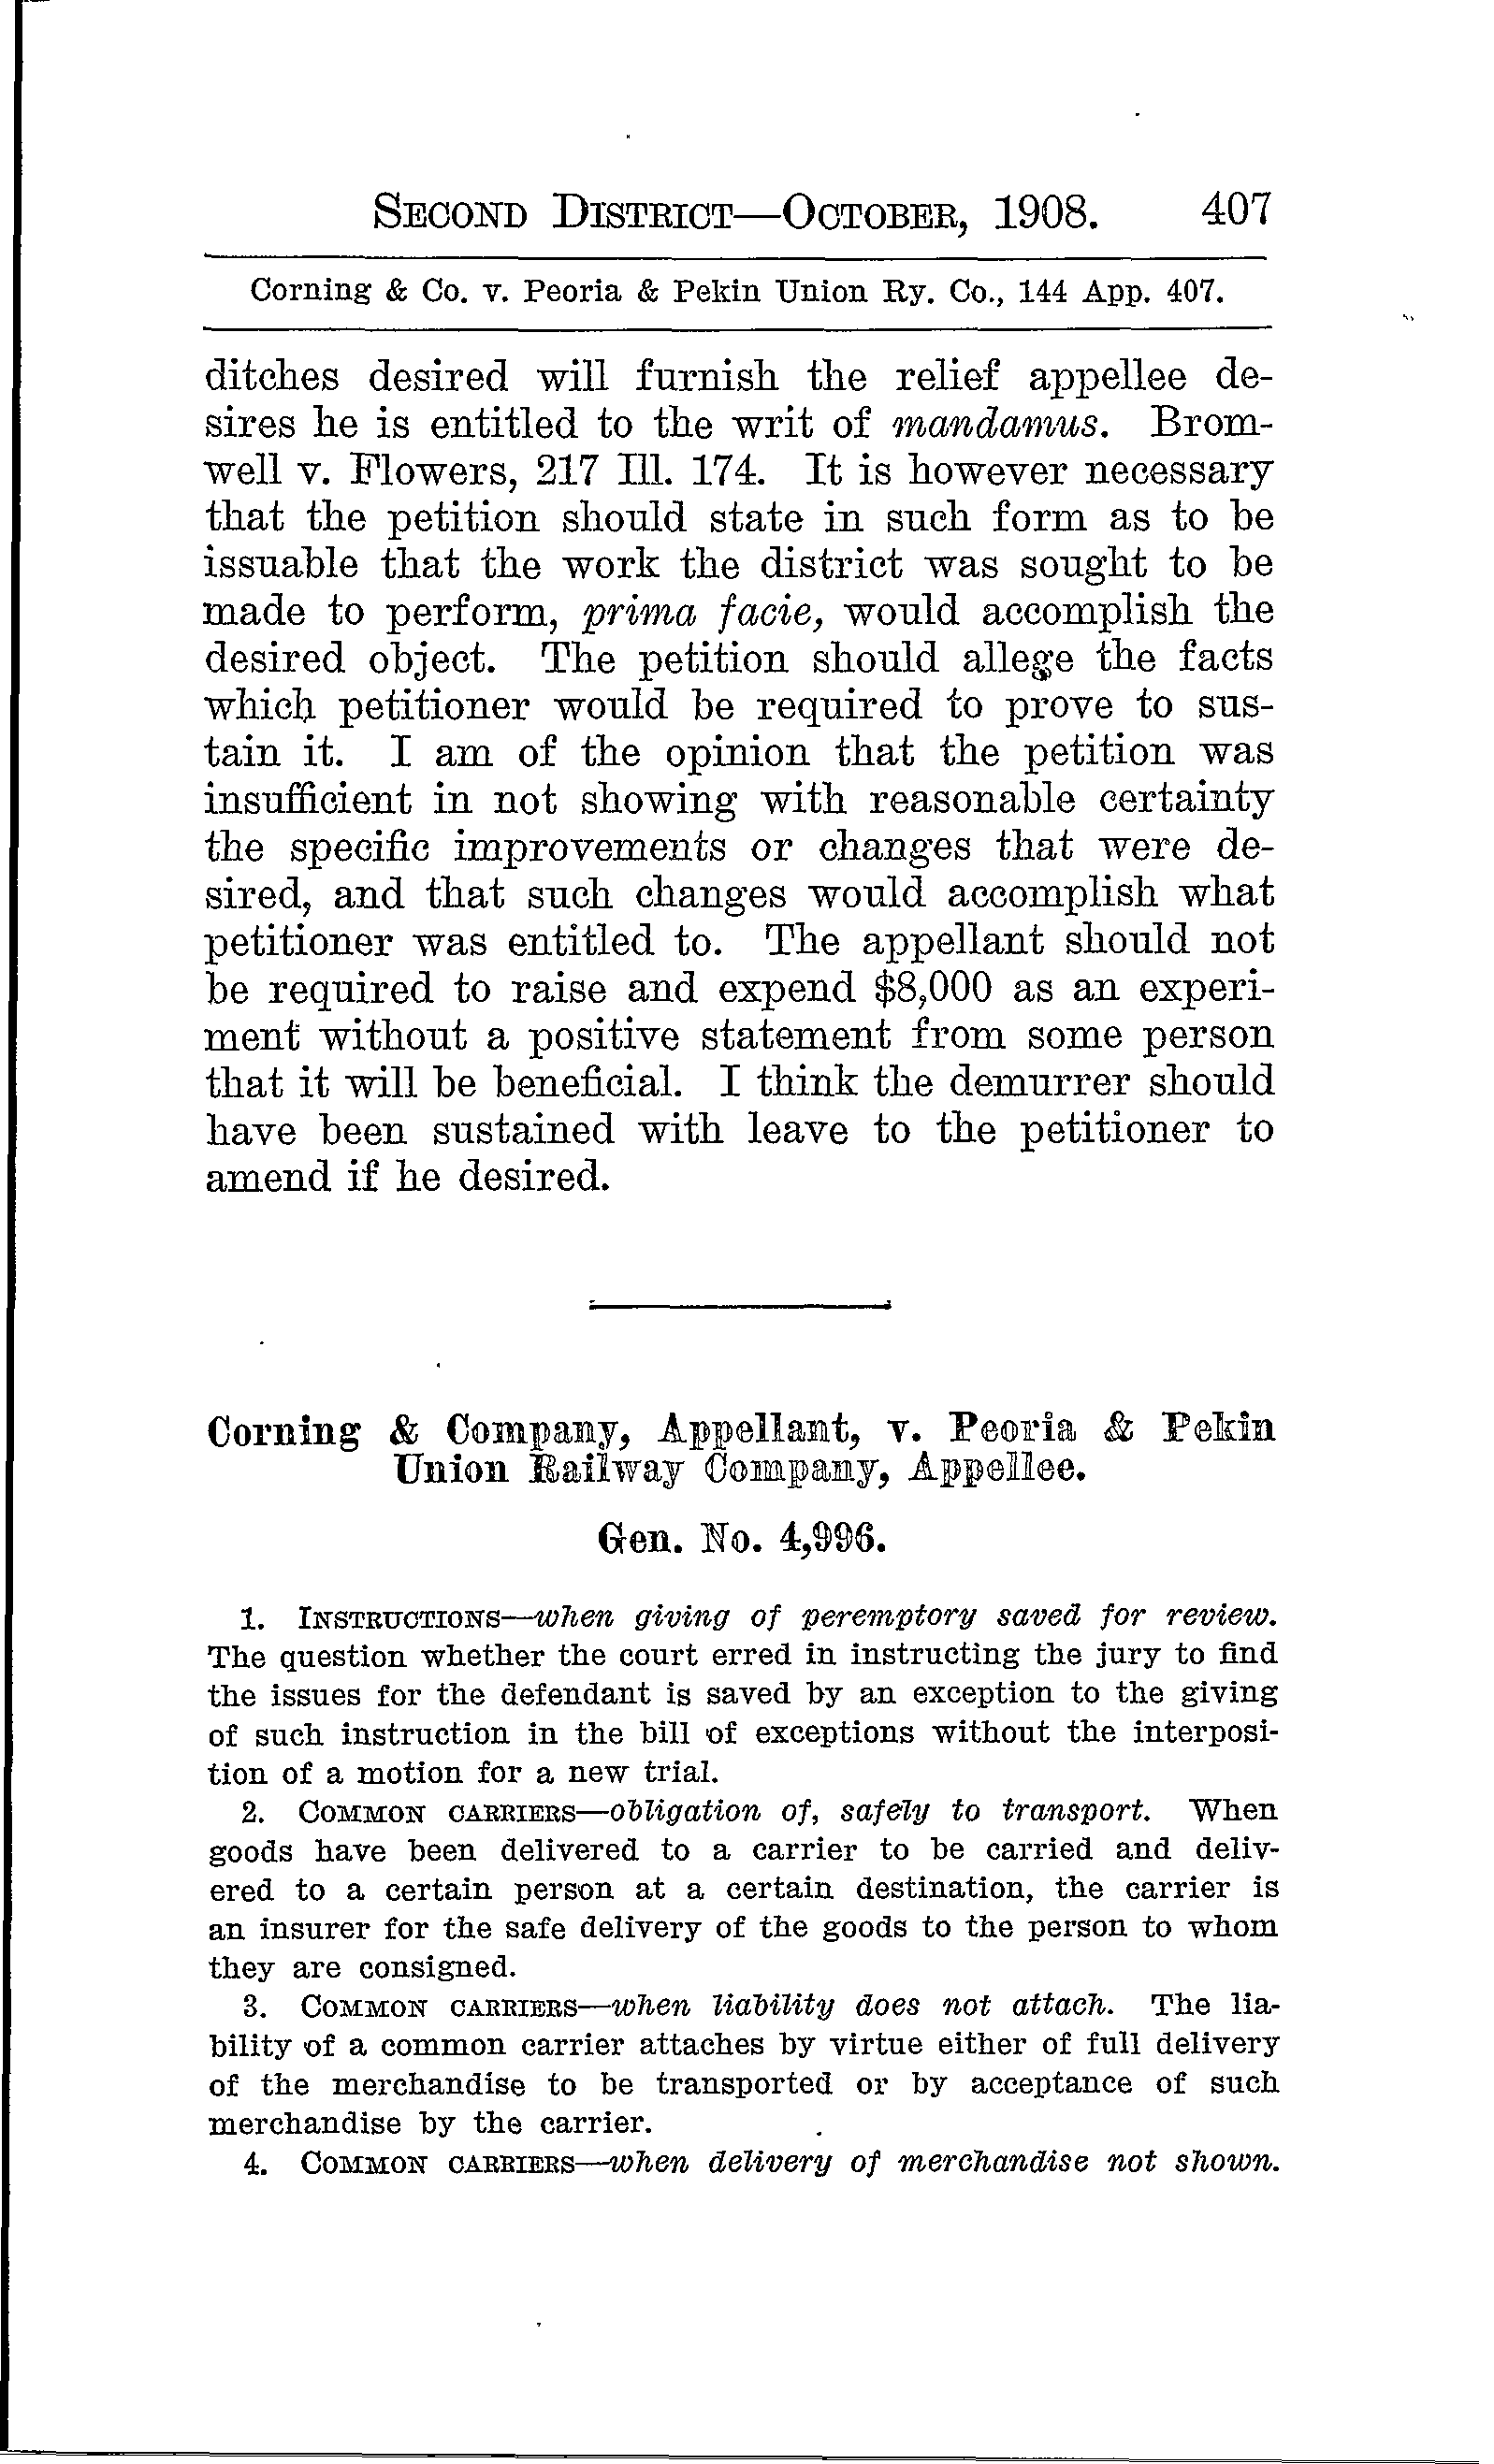 SECOND DISTRICT—OCTOBER, 1908. 407
Corning & Co. v. Peoria & Pekin Union Ry. Co., 144 App. 407.
ditches desired will furnish the relief appellee de-
sires he is entitled to the writ of mandamus. Brom-
well v. Flowers, 217 Ill. 174. It is however necessary
that the petition should state in such form as to be
issuable that the work the district was sought to be
made to perform, prima facie, would accomplish the
desired object. The petition should allege the facts
which petitioner would be required to prove to sus-
tain it. I am of the opinion that the petition was
insufficient in not showing with reasonable certainty
the specific improvements or changes that were de-
sired, and that such changes would accomplish what
petitioner was entitled to. The appellant should not
be required to raise and expend $8,000 as an experi-
ment without a positive statement from some person
that it will be beneficial. I think the demurrer should
have been sustained with leave to the petitioner to
amend if he desired.
Corning & Company, Appellant, v. Peoria & Pekin
Union Railway Company, Appellee.
Gen. No. 4,996.
1. INSTRUCTIONS—when giving of peremptory saved for review.
The question whether the court erred in instructing the jury to find
the issues for the defendant is saved by an exception to the giving
of such instruction in the bill of exceptions without the interposi-
tion of a motion for a new trial.
2. COMMON CARRIERS—obligation of, safely to transport. When
goods have been delivered to a carrier to be carried and deliv-
ered to a certain person at a certain destination, the carrier is
an insurer for the safe delivery of the goods to the person to whom
they are consigned.
3. COMMON CARRIERS—when liability does not attach. The lia-
bility of a common carrier attaches by virtue either of full delivery
of the merchandise to be transported or by acceptance of such
merchandise by the carrier.
4. COMMON CARRIERS—when delivery of merchandise not shown.